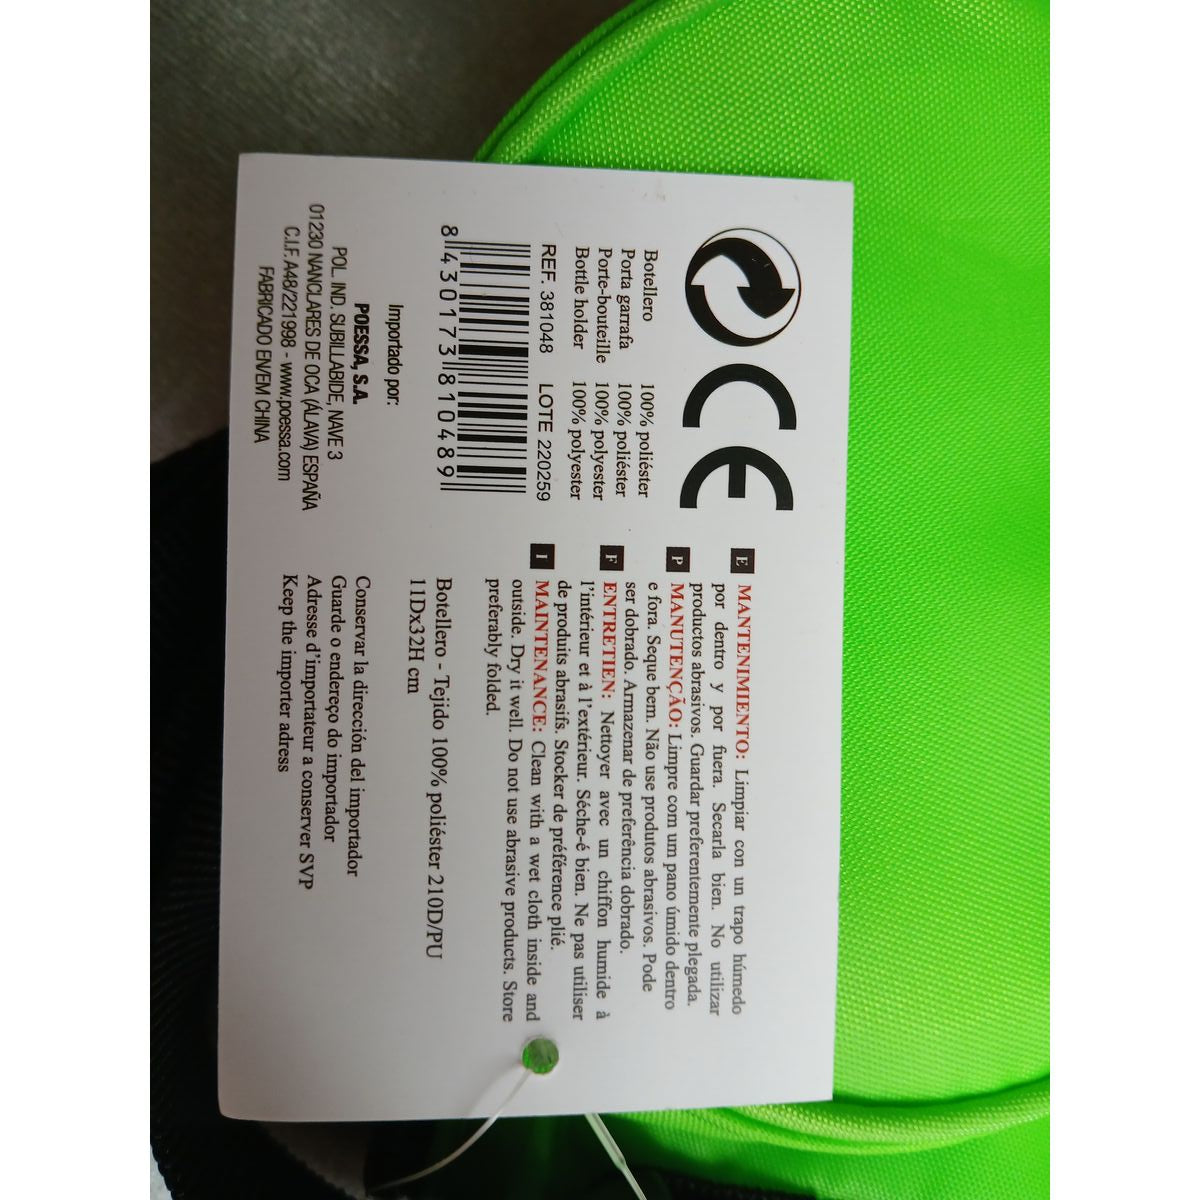 CE
Botellero 100% poliéster
Porta garrafa 100% poliéster
Porte-bouteille 100% polyester
Bottle holder 100% polyester
REF. 381048 LOTE 220259
8 430173 810489
Importado por:
POESSA, S.A.
POL. IND. SUBILLABIDE, NAVE 3
01230 NANCLARES DE OCA (ÁLAVA) ESPAÑA
C.I.F. A48/221998 - www.poessa.com
FABRICADO EN/EM CHINA
E MANTENIMIENTO: Limpiar con un trapo húmedo
por dentro y por fuera. Secarla bien. No utilizar
productos abrasivos. Guardar preferentemente plegada.
P MANUTENÇÃO: Limpre com um pano úmido dentro
e fora. Seque bem. Não use produtos abrasivos. Pode
ser dobrado. Armazenar de preferência dobrado.
F ENTRETIEN: Nettoyer avec un chiffon humide à
l'intérieur et à l'extérieur. Séche-é bien. Ne pas utiliser
de produits abrasifs. Stocker de préférence plié.
I MAINTENANCE: Clean with a wet cloth inside and
outside. Dry it well. Do not use abrasive products. Store
preferably folded.
Botellero - Tejido 100% poliéster 210D/PU
11Dx32H cm
Conservar la dirección del importador
Guarde o endereço do importador
Adresse d'importateur a conserver SVP
Keep the importer adress